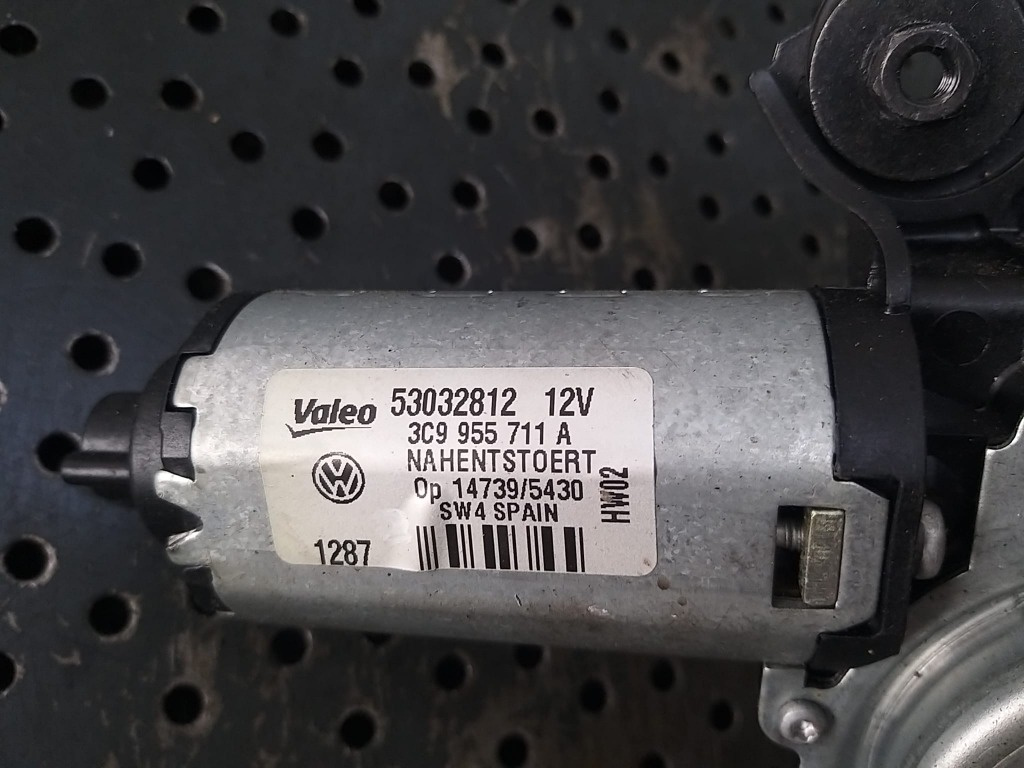 Valeo 53032812 12V
3C9 955 711 A
NAHENTSTOERT
Op 14739/5430
SW4 SPAIN
HW02
1287